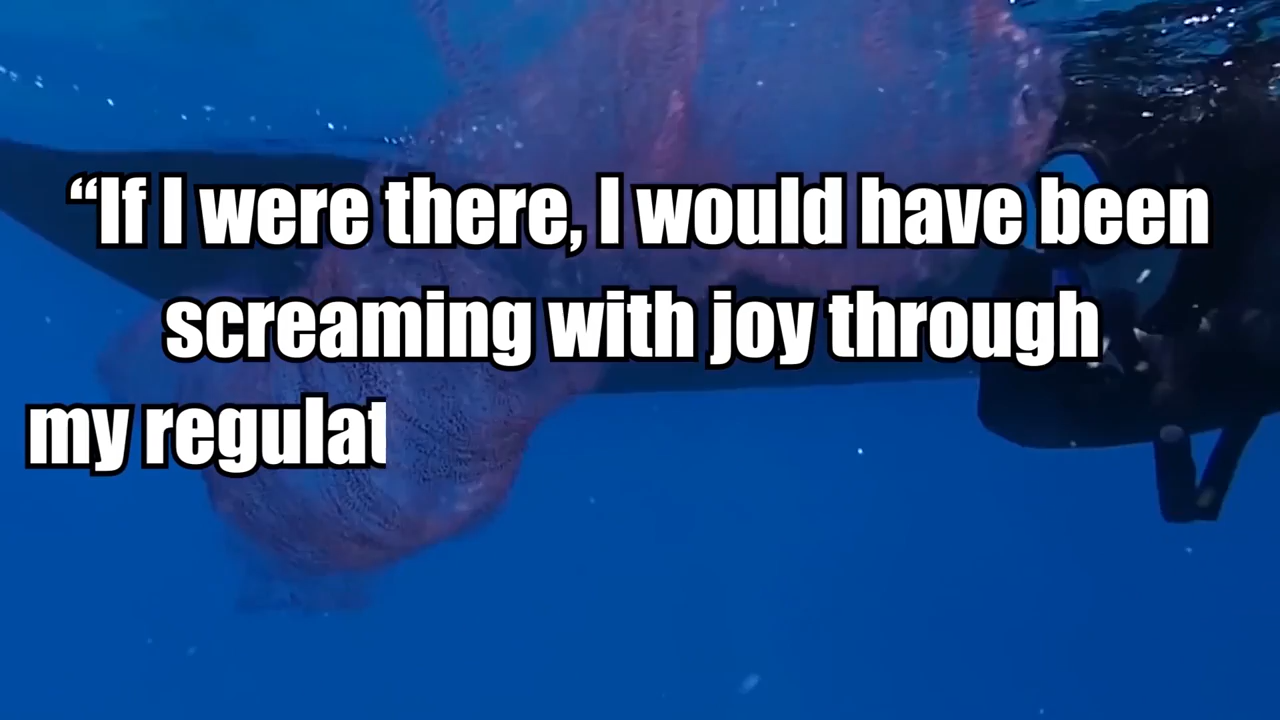 “If I were there, I would have been
screaming with joy through
my regulat